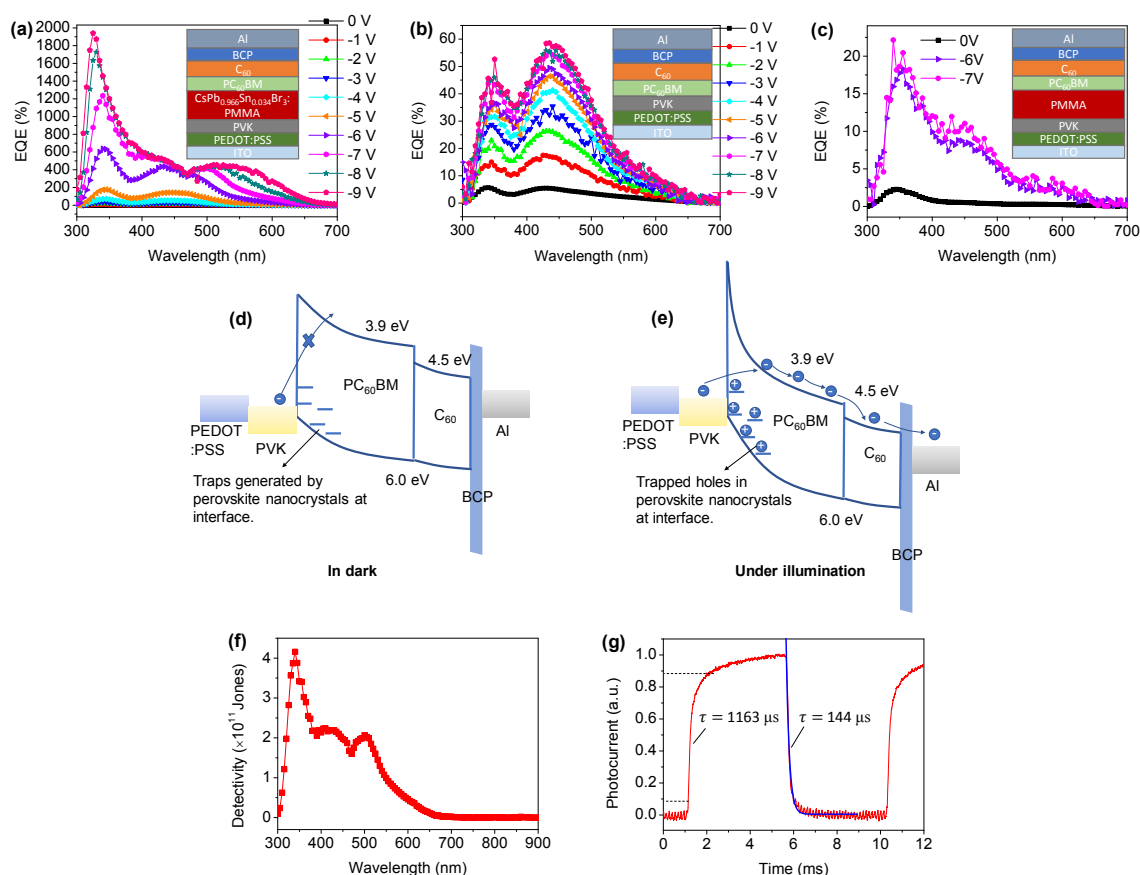 (a)
2000
1800
1600
1400
1200
1000
800
600
400
200
0
EQE (%)
300 400 500 600 700
Wavelength (nm)
Al
BCP
C₆₀
PC₆₀BM
CsPb₀.₉₆₆Sn₀.₀₃₄Br₃:
PMMA
PVK
PEDOT:PSS
ITO
0 V
-1 V
-2 V
-3 V
-4 V
-5 V
-6 V
-7 V
-8 V
-9 V
(b)
60
50
40
30
20
10
0
EQE (%)
300 400 500 600 700
Wavelength (nm)
Al
BCP
C₆₀
PC₆₀BM
PVK
PEDOT:PSS
ITO
0 V
-1 V
-2 V
-3 V
-4 V
-5 V
-6 V
-7 V
-8 V
-9 V
(c)
20
15
10
5
0
EQE (%)
300 400 500 600 700
Wavelength (nm)
0V
-6V
-7V
Al
BCP
C₆₀
PC₆₀BM
PMMA
PVK
PEDOT:PSS
ITO
(d)
3.9 eV
4.5 eV
PC₆₀BM
C₆₀
Al
PEDOT
:PSS
PVK
6.0 eV
BCP
Traps generated by
perovskite nanocrystals at
interface.
In dark
(e)
3.9 eV
4.5 eV
PC₆₀BM
C₆₀
Al
PEDOT
:PSS
PVK
6.0 eV
BCP
Trapped holes in
perovskite nanocrystals
at interface.
Under illumination
(f)
4
3
2
1
0
Detectivity (×10¹¹ Jones)
300 400 500 600 700 800 900
Wavelength (nm)
(g)
1.0
0.8
0.6
0.4
0.2
0.0
Photocurrent (a.u.)
τ = 1163 μs
τ = 144 μs
0 2 4 6 8 10 12
Time (ms)